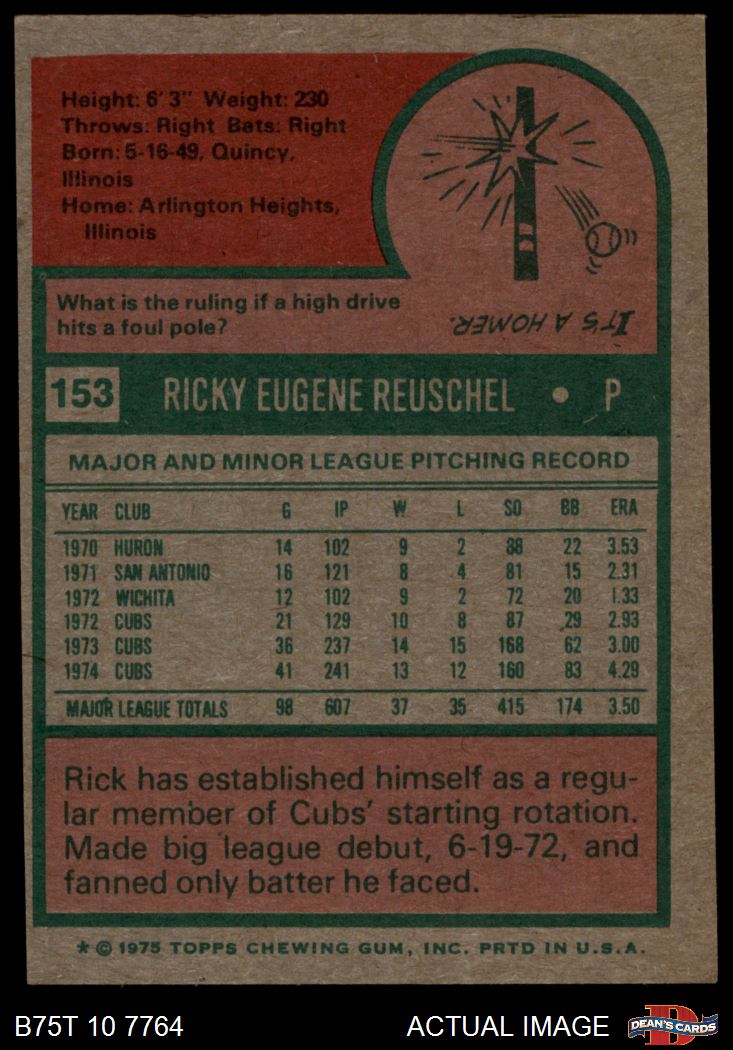 Height: 6'3" Weight: 230
Throws: Right Bats: Right
Born: 5-16-49, Quincy,
Illinois
Home: Arlington Heights,
Illinois
What is the ruling if a high drive
hits a foul pole?
IT'S A HOMER.
153 RICKY EUGENE REUSCHEL • P
MAJOR AND MINOR LEAGUE PITCHING RECORD
YEAR CLUB G IP W L SO BB ERA
1970 HURON 14 102 9 2 88 22 3.53
1971 SAN ANTONIO 16 121 8 4 81 15 2.31
1972 WICHITA 12 102 9 2 72 20 1.33
1972 CUBS 21 129 10 8 87 29 2.93
1973 CUBS 36 237 14 15 168 62 3.00
1974 CUBS 41 241 13 12 160 83 4.29
MAJOR LEAGUE TOTALS 98 607 37 35 415 174 3.50
Rick has established himself as a regu-
lar member of Cubs' starting rotation.
Made big league debut, 6-19-72, and
fanned only batter he faced.
* © 1975 TOPPS CHEWING GUM, INC. PRTD IN U.S.A.
B75T 10 7764 ACTUAL IMAGE DEAN'S CARDS